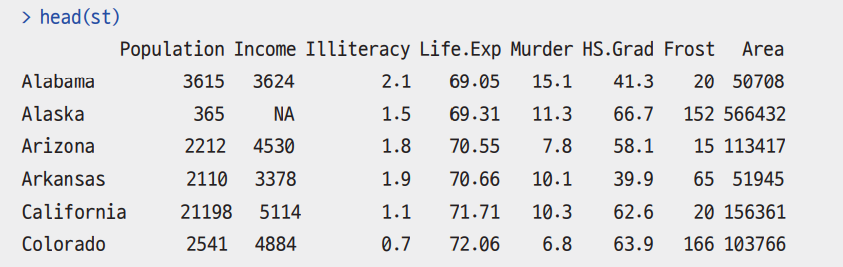 > head(st)
Population Income Illiteracy Life.Exp Murder HS.Grad Frost Area
Alabama 3615 3624 2.1 69.05 15.1 41.3 20 50708
Alaska 365 NA 1.5 69.31 11.3 66.7 152 566432
Arizona 2212 4530 1.8 70.55 7.8 58.1 15 113417
Arkansas 2110 3378 1.9 70.66 10.1 39.9 65 51945
California 21198 5114 1.1 71.71 10.3 62.6 20 156361
Colorado 2541 4884 0.7 72.06 6.8 63.9 166 103766